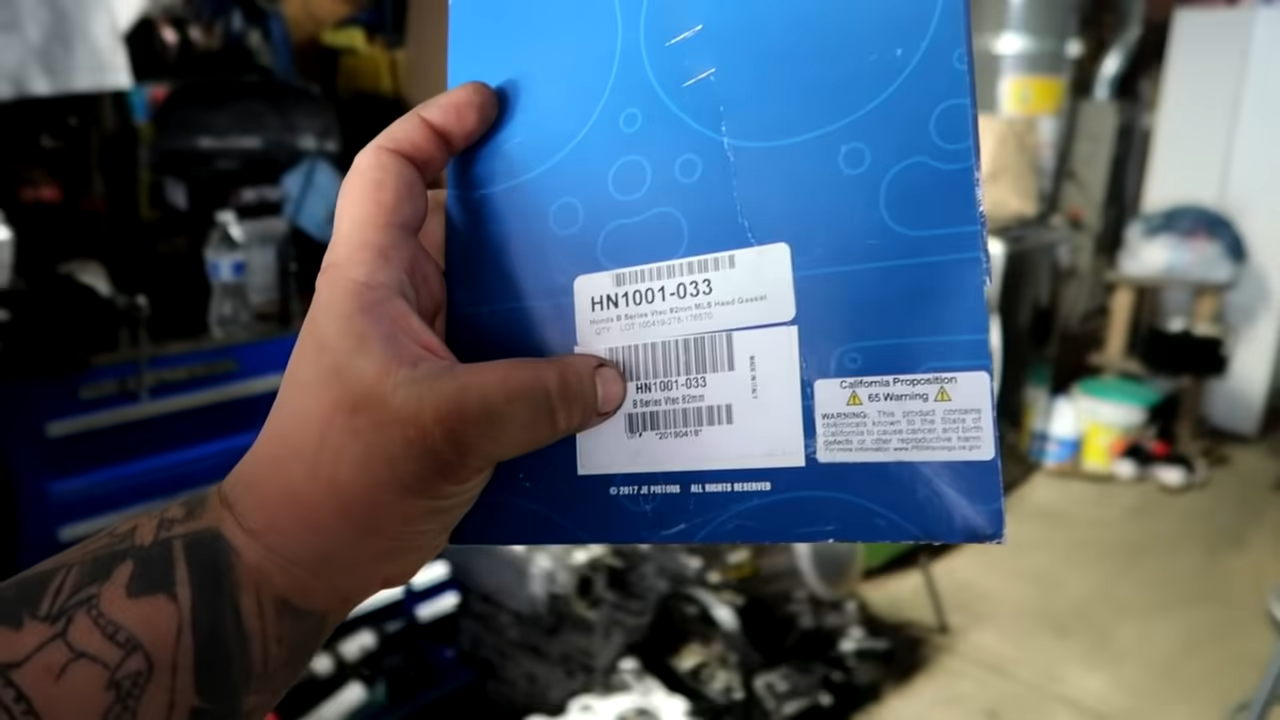 HN1001-033
Honda B Series Vtec 82mm MLS Head Gasket
QTY: LOT 100419-278-176570
HN1001-033
B Series Vtec 82mm
"20190418"
MADE IN ITALY
California Proposition
65 Warning
WARNING: This product contains
chemicals known to the State of
California to cause cancer, and birth
defects or other reproductive harm.
For more information: www.P65Warnings.ca.gov
© 2017 JE PISTONS ALL RIGHTS RESERVED